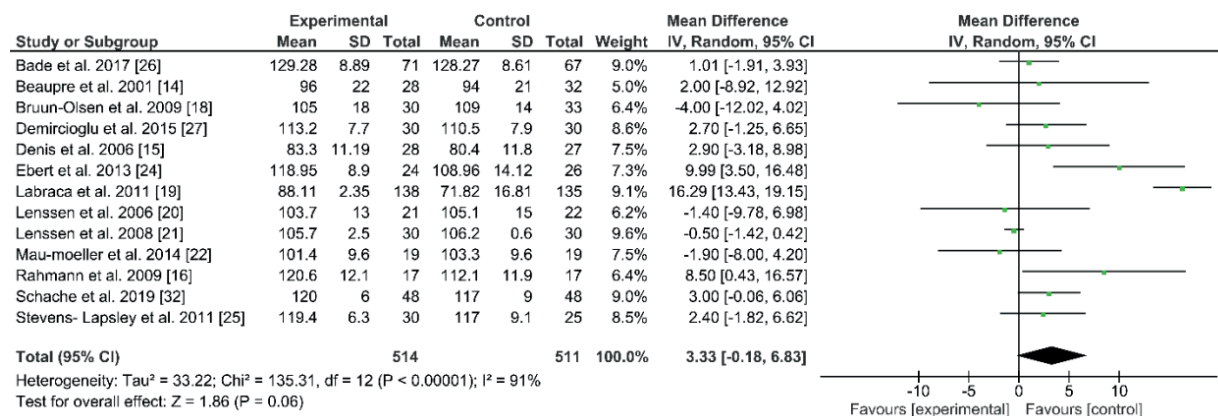 Experimental Control Mean Difference Mean Difference
Study or Subgroup Mean SD Total Mean SD Total Weight IV, Random, 95% CI IV, Random, 95% CI
Bade et al. 2017 [26] 129.28 8.89 71 128.27 8.61 67 9.0% 1.01 [-1.91, 3.93]
Beaupre et al. 2001 [14] 96 22 28 94 21 32 5.0% 2.00 [-8.92, 12.92]
Bruun-Olsen et al. 2009 [18] 105 18 30 109 14 33 6.4% -4.00 [-12.02, 4.02]
Demircioglu et al. 2015 [27] 113.2 7.7 30 110.5 7.9 30 8.6% 2.70 [-1.25, 6.65]
Denis et al. 2006 [15] 83.3 11.19 28 80.4 11.8 27 7.6% 2.90 [-3.18, 8.98]
Ebert et al. 2013 [24] 118.95 8.9 24 108.96 14.12 26 7.3% 9.99 [3.50, 16.48]
Labraca et al. 2011 [19] 88.11 2.35 138 71.82 16.81 135 9.1% 16.29 [13.43, 19.15]
Lenssen et al. 2006 [20] 103.7 13 21 105.1 15 22 6.2% -1.40 [-9.78, 6.98]
Lenssen et al. 2008 [21] 105.7 2.5 30 106.2 0.6 30 9.5% -0.50 [-1.42, 0.42]
Mau-moeller et al. 2014 [22] 101.4 9.6 19 103.3 9.6 19 7.6% -1.90 [-8.00, 4.20]
Rahmann et al. 2009 [16] 120.6 12.1 17 112.1 11.9 17 6.4% 8.50 [0.43, 16.57]
Schache et al. 2019 [32] 120 6 48 117 9 48 9.0% 3.00 [-0.06, 6.06]
Stevens- Lapsley et al. 2011 [25] 119.4 6.3 30 117 9.1 25 8.5% 2.40 [-1.82, 6.62]
Total (95% CI) 514 511 100.0% 3.33 [-0.18, 6.83]
Heterogeneity: Tau² = 33.22; Chi² = 135.31, df = 12 (P < 0.00001); I² = 91%
Test for overall effect: Z = 1.86 (P = 0.06)
-10 -5 0 5 10
Favours [experimental] Favours [control]